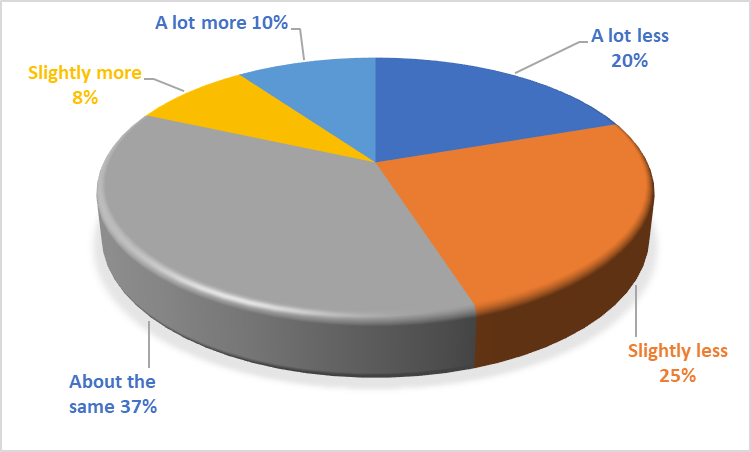 A lot more 10%
A lot less
20%
Slightly more
8%
Slightly less
25%
About the
same 37%